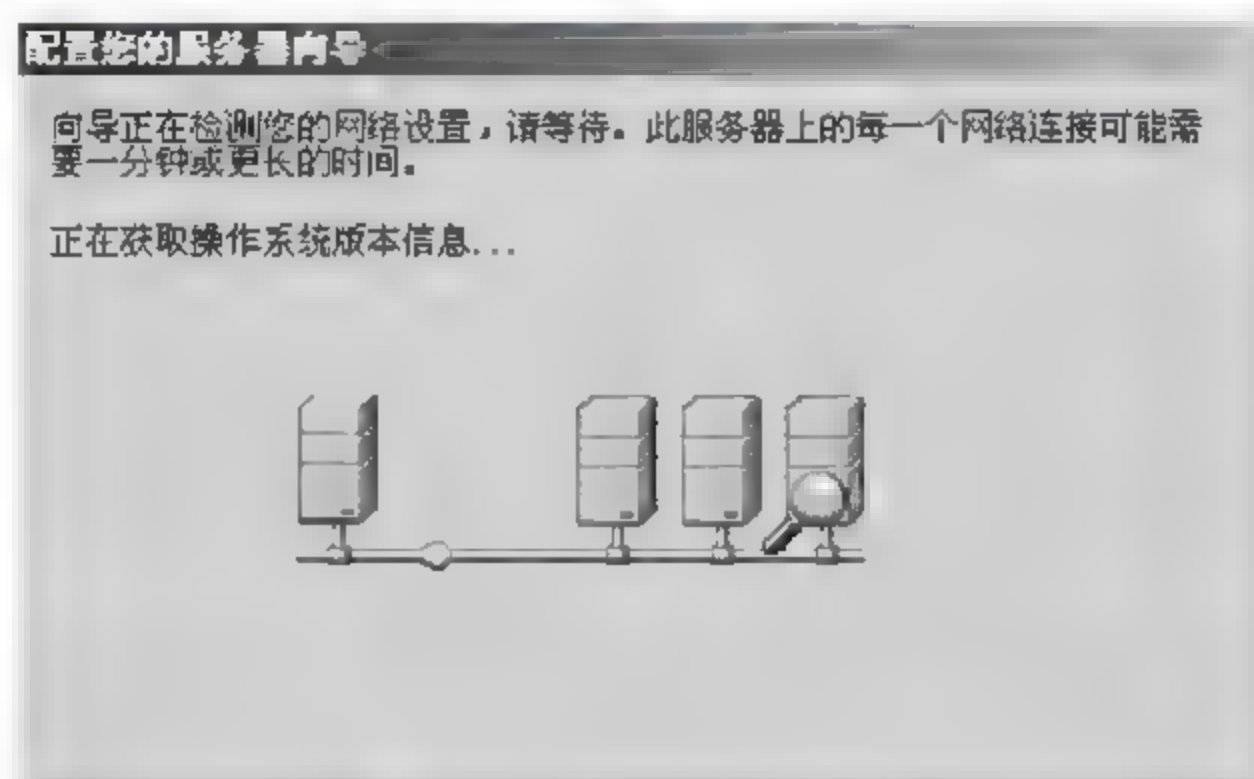 配置您的服务器向导
向导正在检测您的网络设置，请等待。此服务器上的每一个网络连接可能需
要一分钟或更长的时间。
正在获取操作系统版本信息...